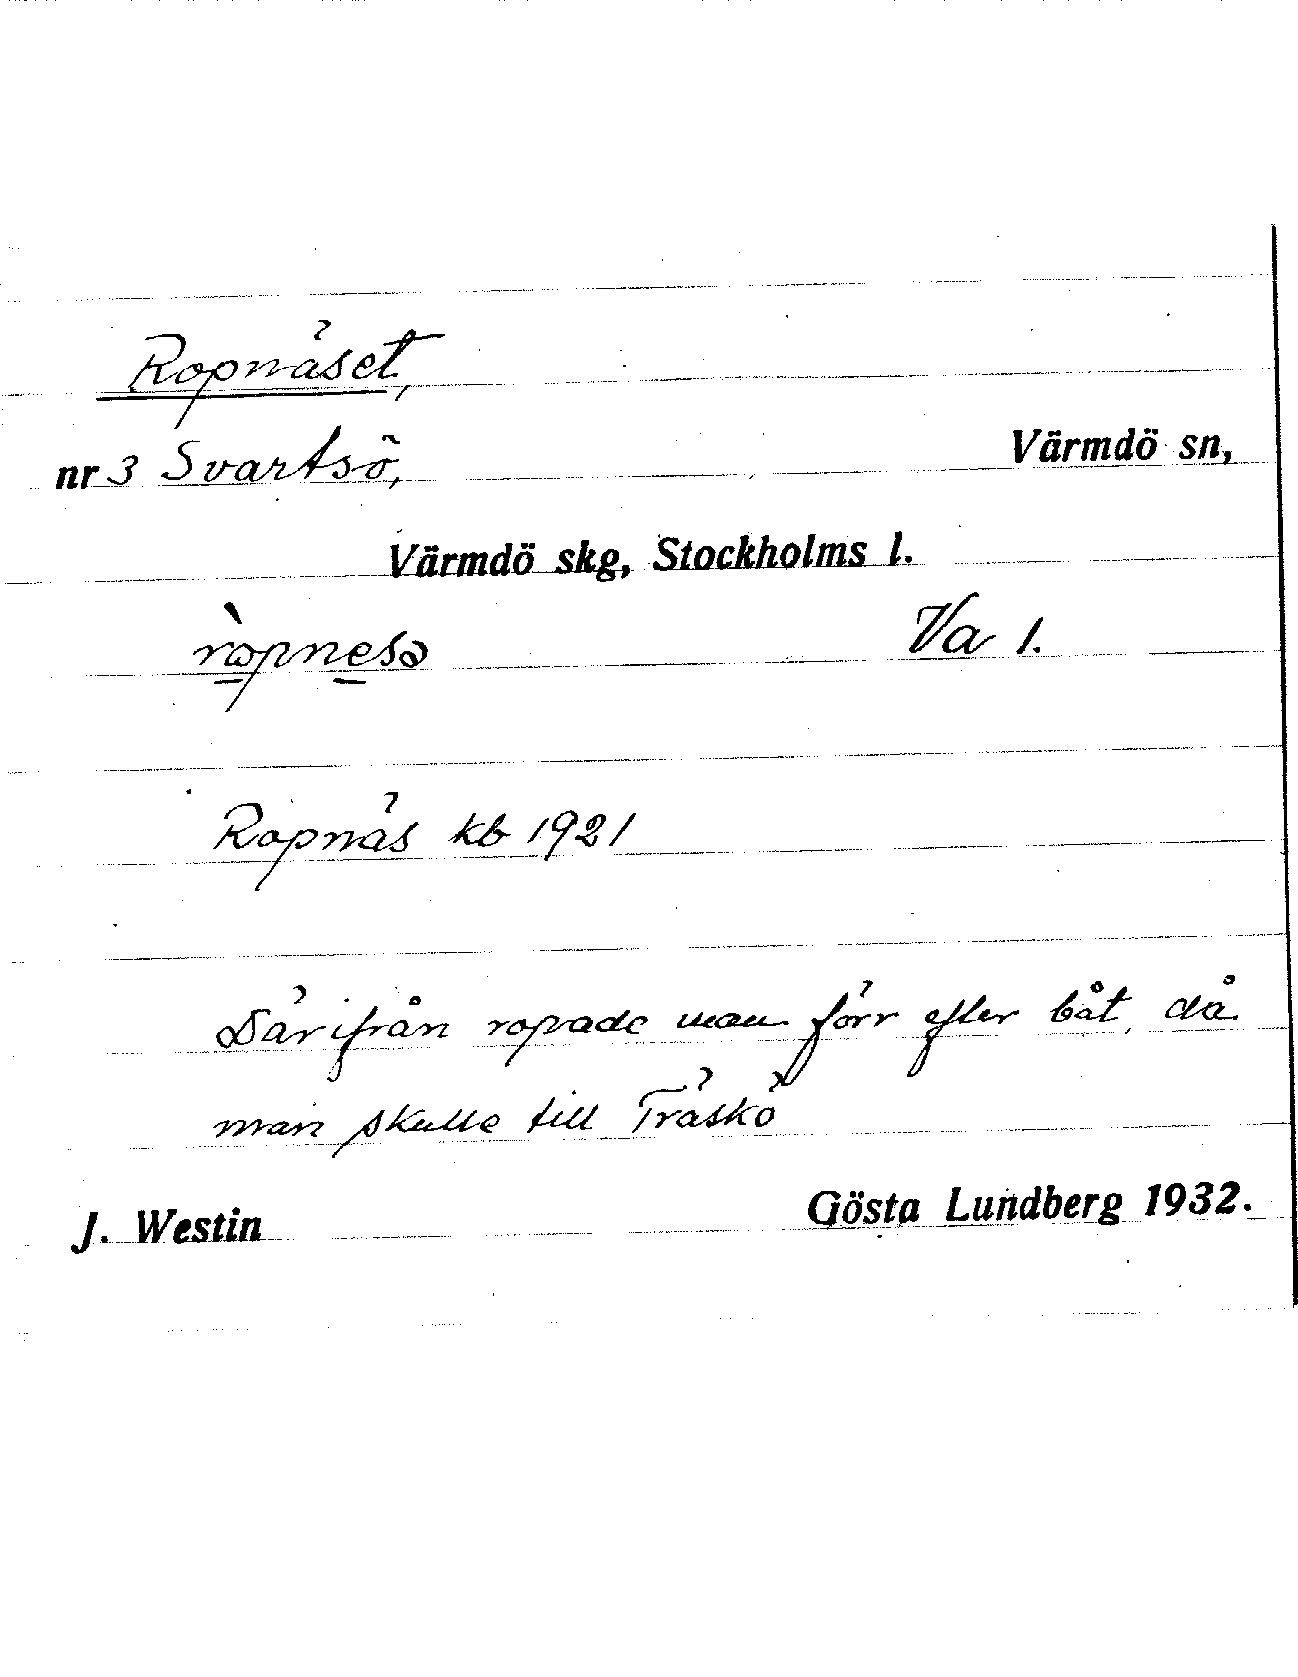 Ropnäset,
nr 3 Svartsö, Värmdö sn,
Värmdö skg, Stockholms l.
ròpnesə Va 1.
Ropnäs kb 1921
Därifrån ropade man förr efter båt, då
man skulle till Träskö
J. Westin Gösta Lundberg 1932.